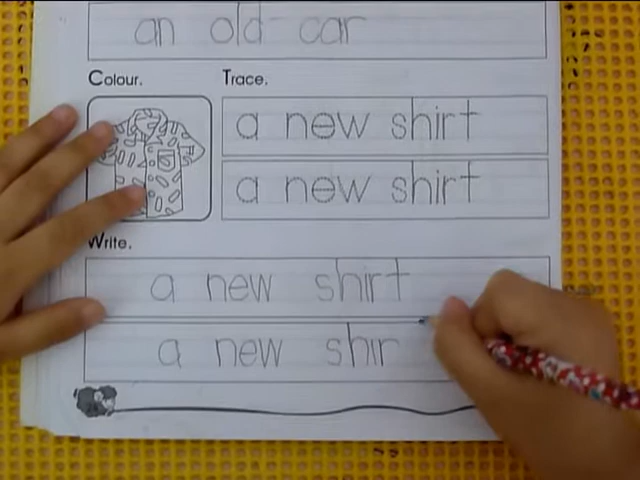 an old car
Colour. Trace.
a new shirt
a new shirt
Write.
a new shirt
a new shir